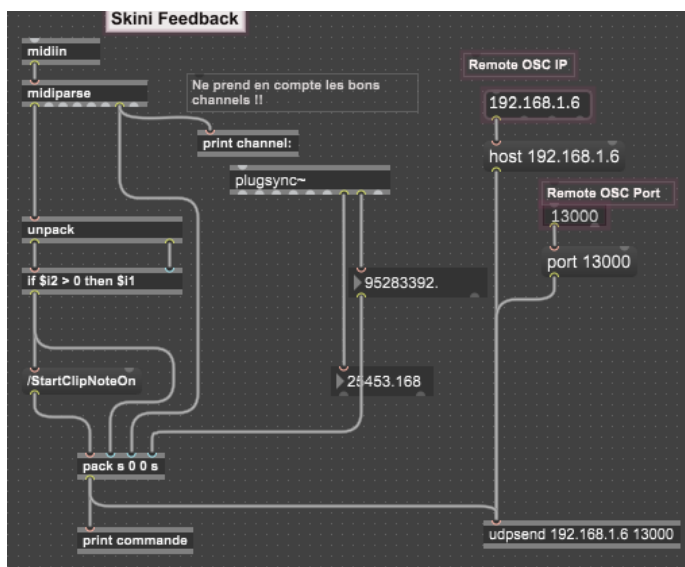 Skini Feedback
midiin
midiparse
Ne prend en compte les bons
channels !!
print channel:
plugsync~
unpack
if $i2 > 0 then $i1
95283392.
/StartClipNoteOn
25453.168
pack s 0 0 s
print commande
Remote OSC IP
192.168.1.6
host 192.168.1.6
Remote OSC Port
13000
port 13000
udpsend 192.168.1.6 13000